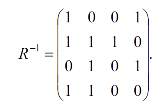 1 0 0 1
R⁻¹ = 1 1 1 0
0 1 0 1
1 1 0 0 .